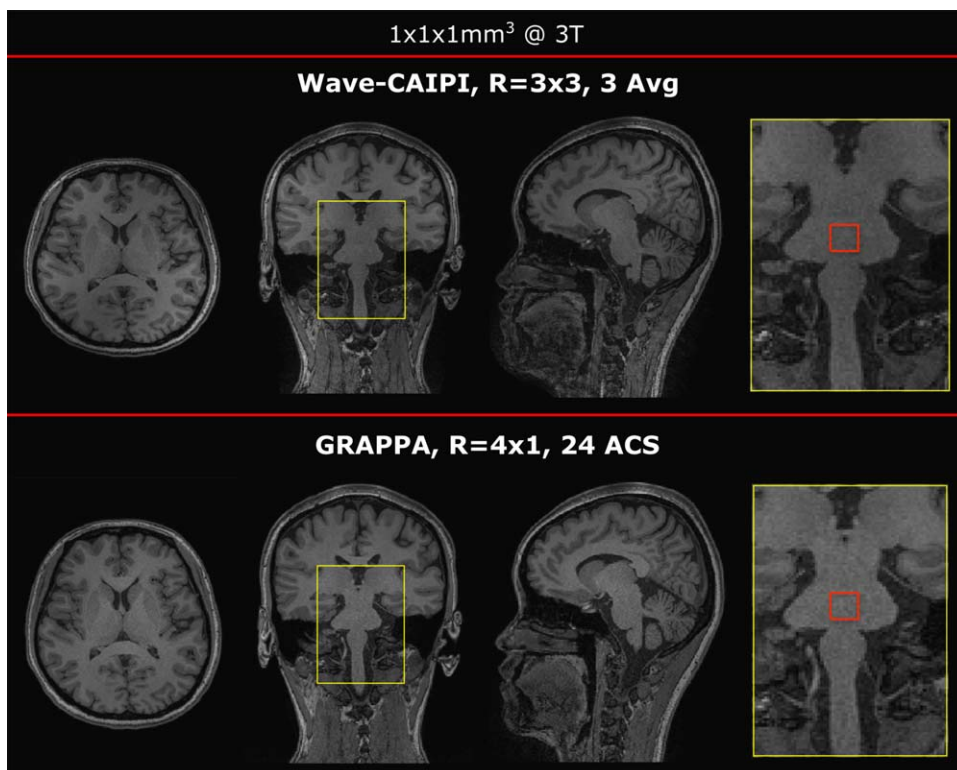 1x1x1mm³ @ 3T
Wave-CAIPI, R=3x3, 3 Avg
GRAPPA, R=4x1, 24 ACS